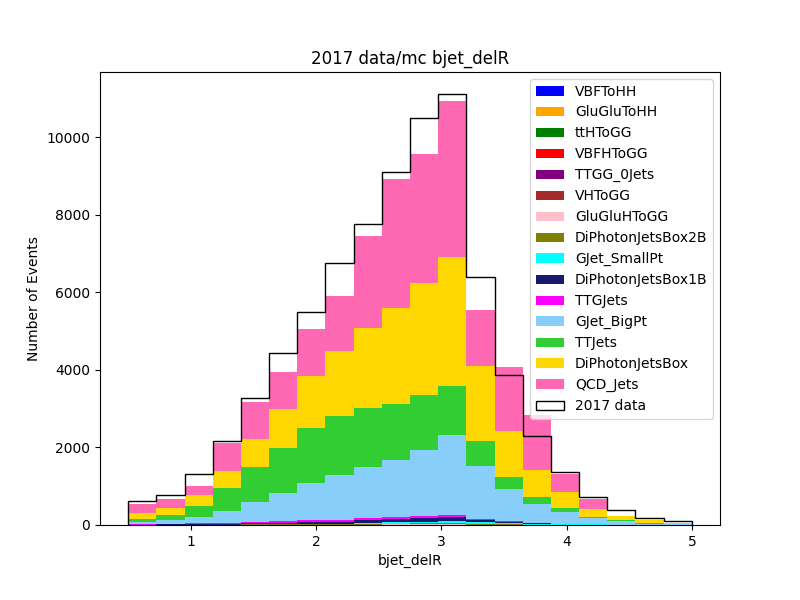 2017 data/mc bjet_delR
Number of Events
10000
8000
6000
4000
2000
0
1
2
3
4
5
bjet_delR
VBFToHH
GluGluToHH
ttHToGG
VBFHToGG
TTGG_0Jets
VHToGG
GluGluHToGG
DiPhotonJetsBox2B
GJet_SmallPt
DiPhotonJetsBox1B
TTGJets
GJet_BigPt
TTJets
DiPhotonJetsBox
QCD_Jets
2017 data